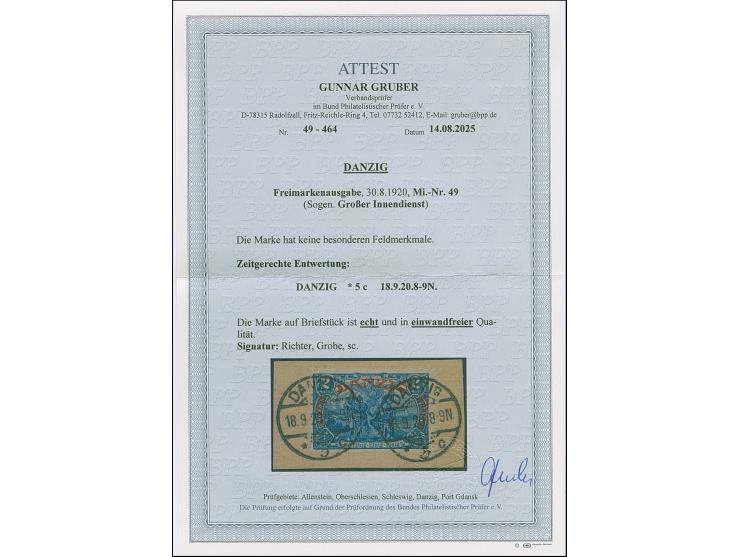 ATTEST
GUNNAR GRUBER
Verbandsprüfer
im Bund Philatelistischer Prüfer e. V.
D-78315 Radolfzell, Fritz-Reichle-Ring 4, Tel. 07732 52412, E-Mail: gruber@bpp.de
Nr. 49 - 464 Datum 14.08.2025
DANZIG
Freimarkenausgabe, 30.8.1920, Mi.-Nr. 49
(Sogen. Großer Innendienst)
Die Marke hat keine besonderen Feldmerkmale.
Zeitgerechte Entwertung:
DANZIG * 5 c 18.9.20.8-9N.
Die Marke auf Briefstück ist echt und in einwandfreier Qua-
lität.
Signatur: Richter, Grobe, sc.
Prüfgebiete: Allenstein, Oberschlesien, Schleswig, Danzig, Port Gdansk
Die Prüfung erfolgte auf Grund der Prüfordnung des Bundes Philatelistischer Prüfer e.V.